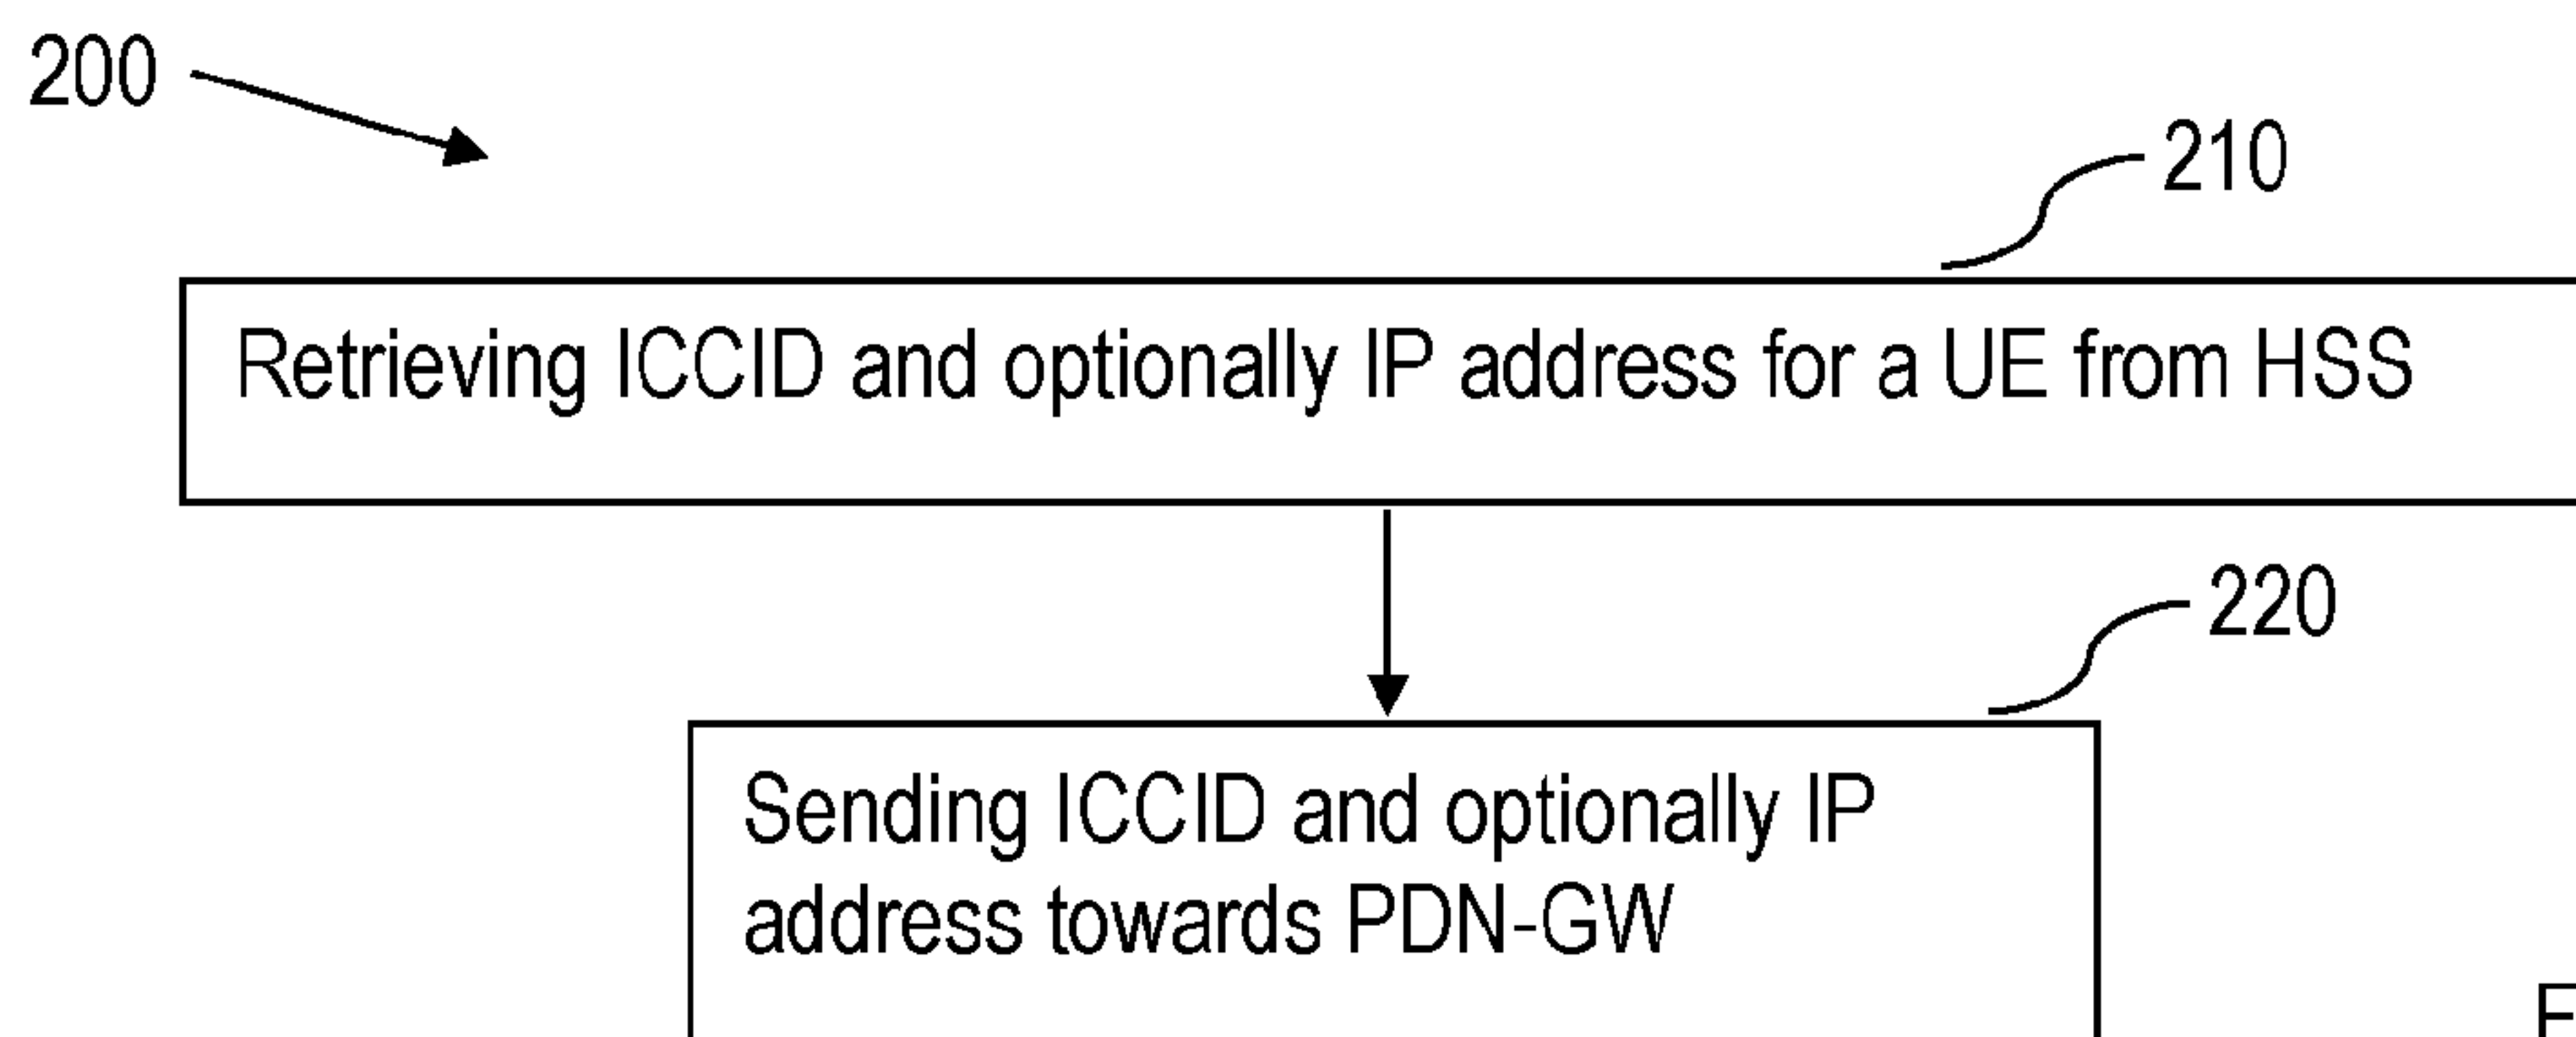 200
210
Retrieving ICCID and optionally IP address for a UE from HSS
220
Sending ICCID and optionally IP
address towards PDN-GW